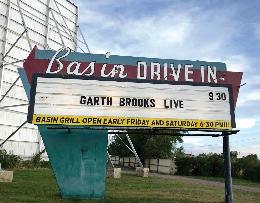 Basin DRIVE IN
GARTH BROOKS LIVE 9:30
BASIN GRILL OPEN EARLY FRIDAY AND SATURDAY 6:30 PM!!!